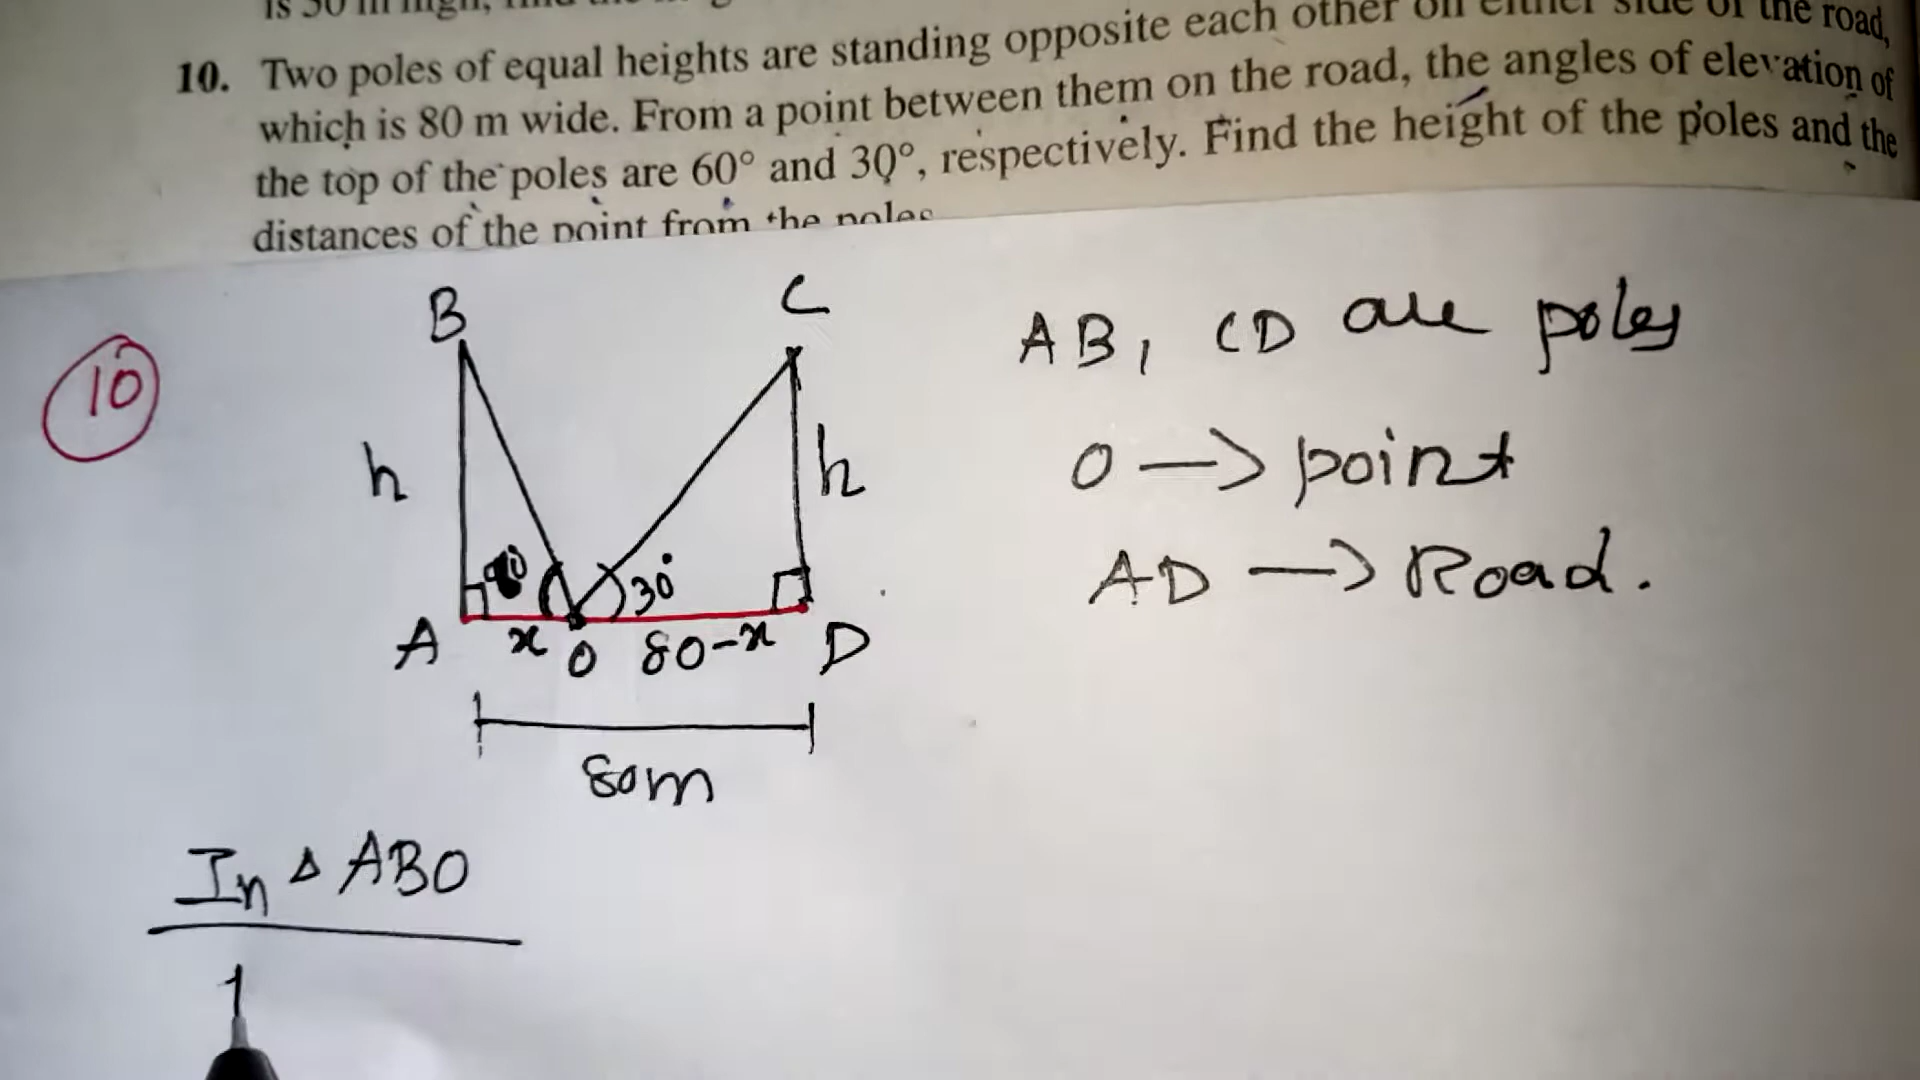 10. Two poles of equal heights are standing opposite each other on either side of the road,
which is 80 m wide. From a point between them on the road, the angles of elevation of
the top of the poles are 60° and 30°, respectively. Find the height of the poles and the
distances of the point from the poles
B C
AB, CD are poles
10
h h
O → point
30°
AD → Road.
A x O 80-x D
80m
In Δ ABO